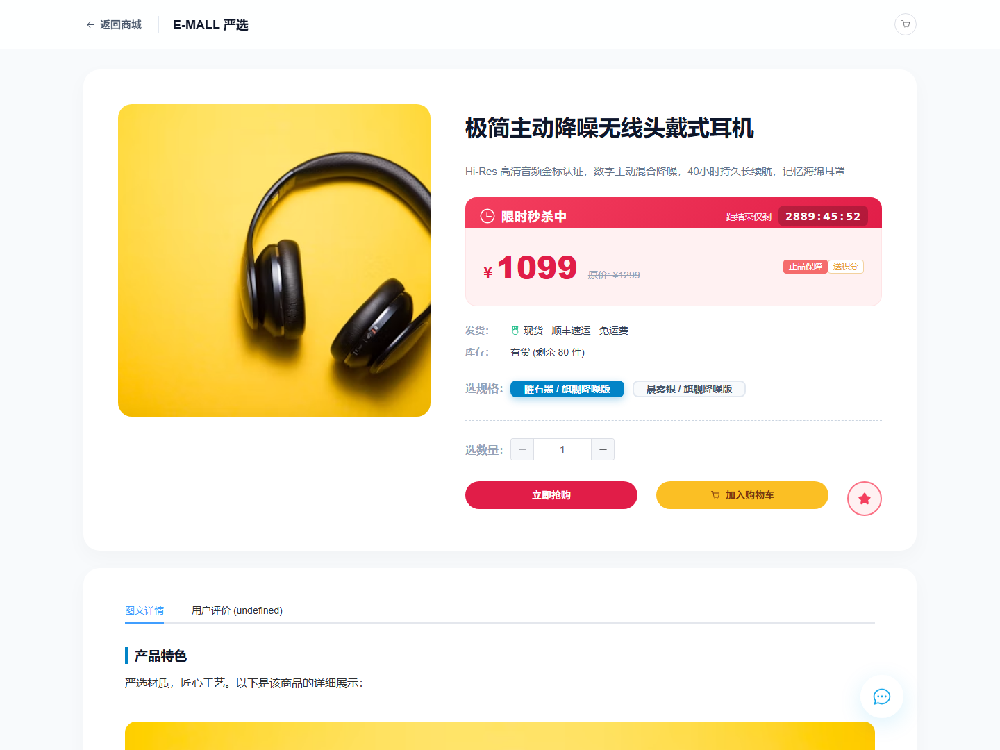 返回商城
E-MALL 严选
极简主动降噪无线头戴式耳机
Hi-Res 高清音频金标认证，数字主动混合降噪，40小时持久长续航，记忆海绵耳罩
限时秒杀中
距结束仅剩 2889:45:52
¥1099 原价: ¥1299
正品保障 送积分
发货： 现货 · 顺丰速运 · 免运费
库存： 有货 (剩余 80 件)
选规格： 曜石黑 / 旗舰降噪版 晨雾银 / 旗舰降噪版
选数量： 1
立即抢购 加入购物车
图文详情 用户评价 (undefined)
产品特色
严选材质，匠心工艺。以下是该商品的详细展示：